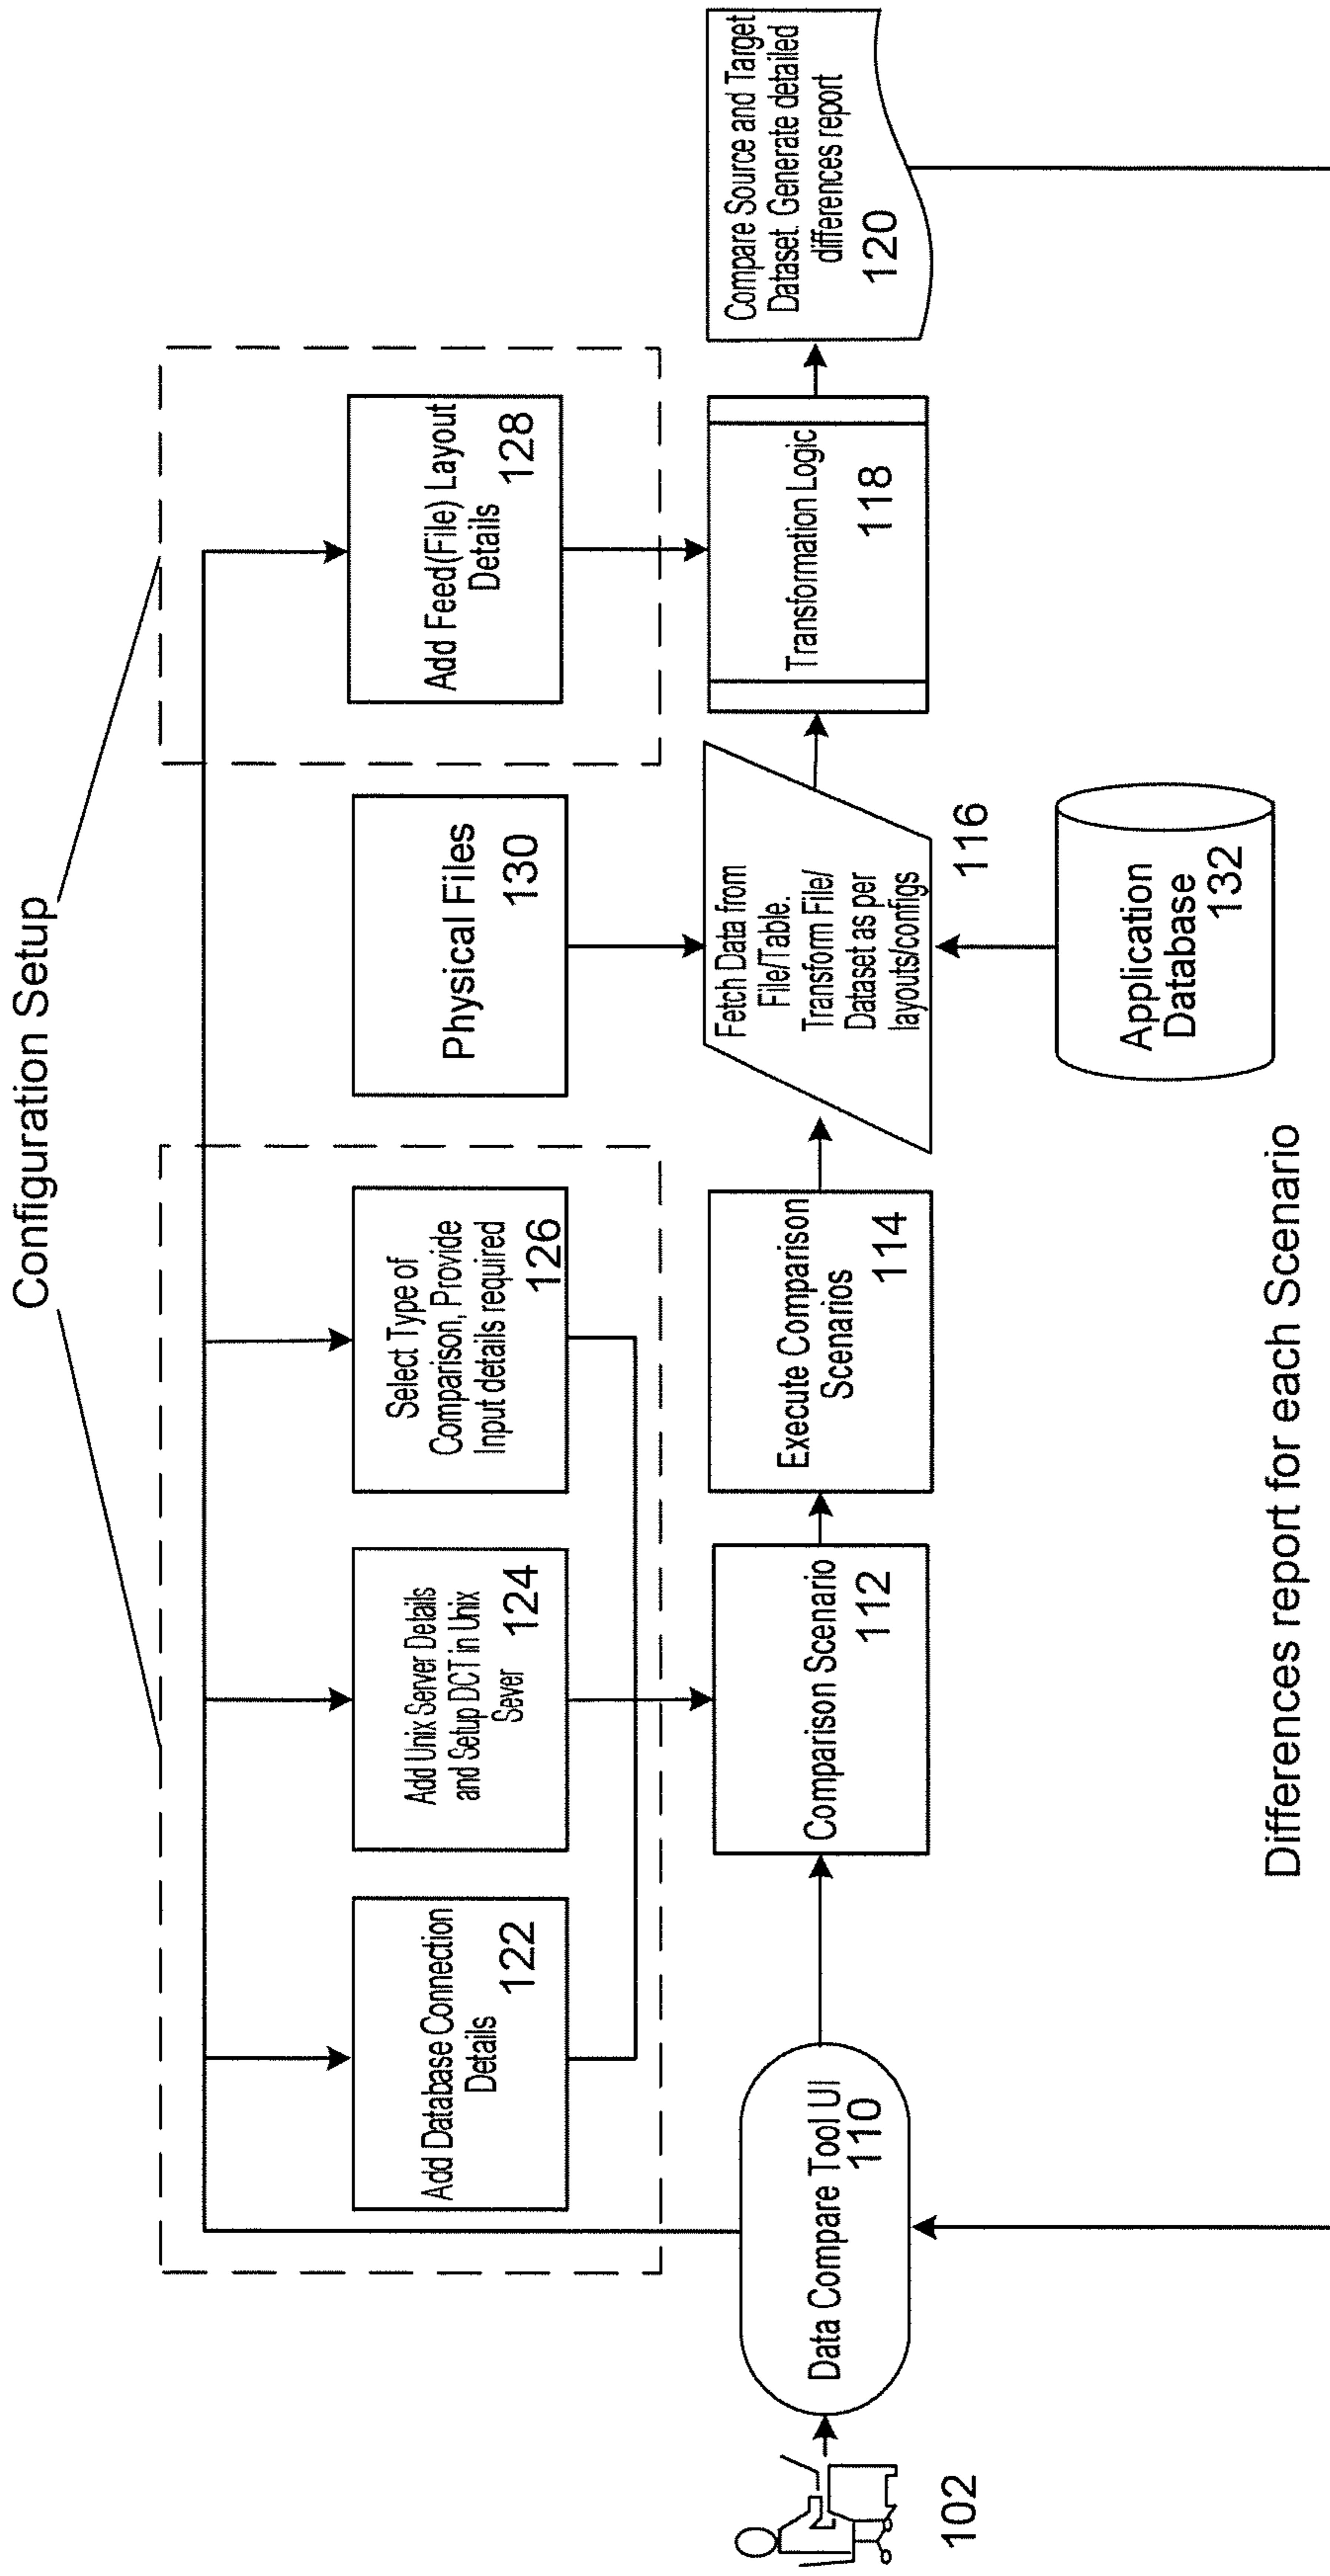 Configuration Setup
Add Database Connection
Details
122
Add Unix Server Details
and Setup DCT in Unix
Sever
124
Select Type of
Comparison, Provide
Input details required
126
Physical Files
130
Add Feed(File) Layout
Details
128
102
Data Compare Tool UI
110
Comparison Scenario
112
Execute Comparison
Scenarios
114
Fetch Data from
File/Table.
Transform File/
Dataset as per
layouts/configs
116
Transformation Logic
118
Compare Source and Target
Dataset. Generate detailed
differences report
120
Application
Database
132
Differences report for each Scenario